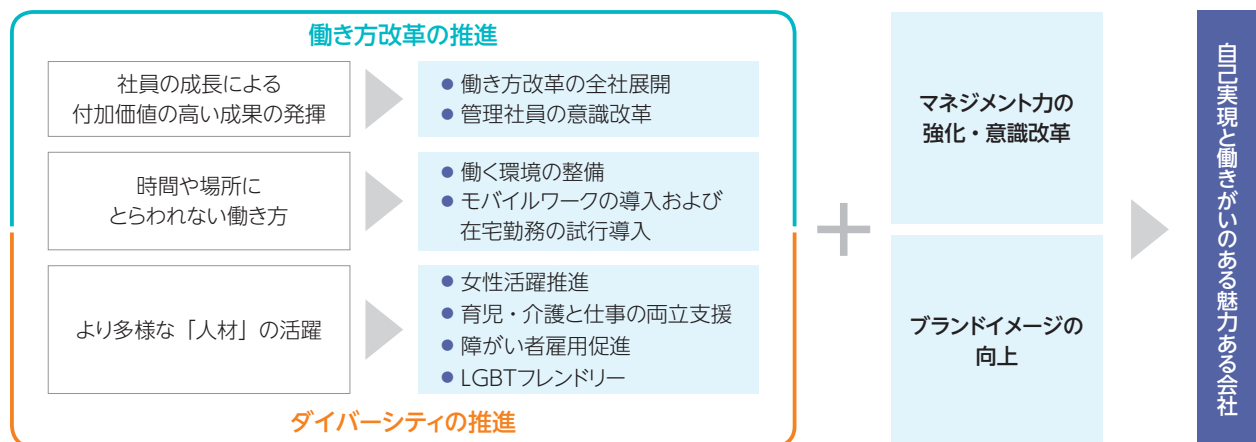 働き方改革の推進
社員の成長による
付加価値の高い成果の発揮
● 働き方改革の全社展開
● 管理社員の意識改革
時間や場所に
とらわれない働き方
● 働く環境の整備
● モバイルワークの導入および
在宅勤務の試行導入
より多様な「人材」の活躍
● 女性活躍推進
● 育児・介護と仕事の両立支援
● 障がい者雇用促進
● LGBTフレンドリー
ダイバーシティの推進
+
マネジメント力の
強化・意識改革
ブランドイメージの
向上
自己実現と働きがいのある魅力ある会社